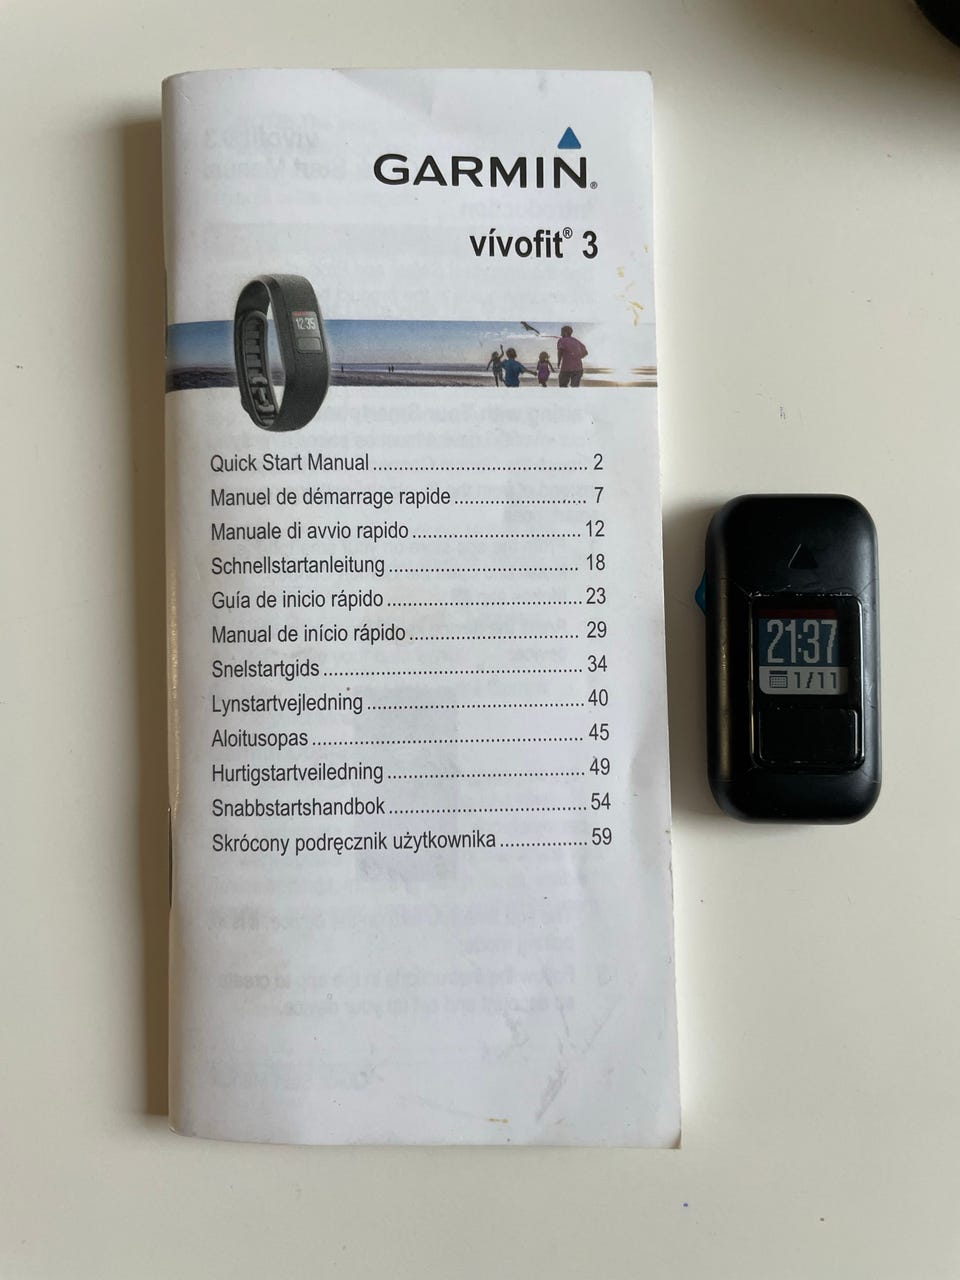 GARMIN®
vívofit® 3
12:35
Quick Start Manual ........................................ 2
Manuel de démarrage rapide ........................ 7
Manuale di avvio rapido ................................ 12
Schnellstartanleitung .................................... 18
Guía de inicio rápido ..................................... 23
Manual de início rápido ................................ 29
Snelstartgids ................................................. 34
Lynstartvejledning ......................................... 40
Aloitusopas .................................................... 45
Hurtigstartveiledning ..................................... 49
Snabbstartshandbok ..................................... 54
Skrócony podręcznik użytkownika ................ 59
21:37
1/11